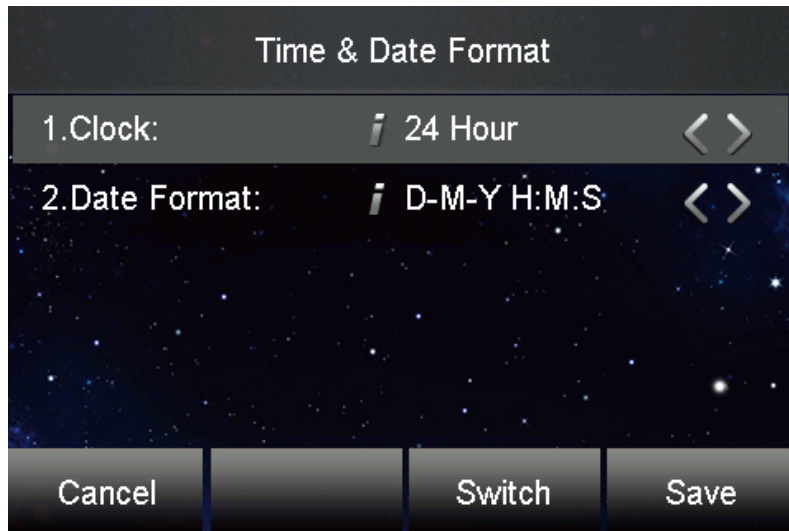 Time & Date Format
1.Clock: i 24 Hour
2.Date Format: i D-M-Y H:M:S
Cancel Switch Save